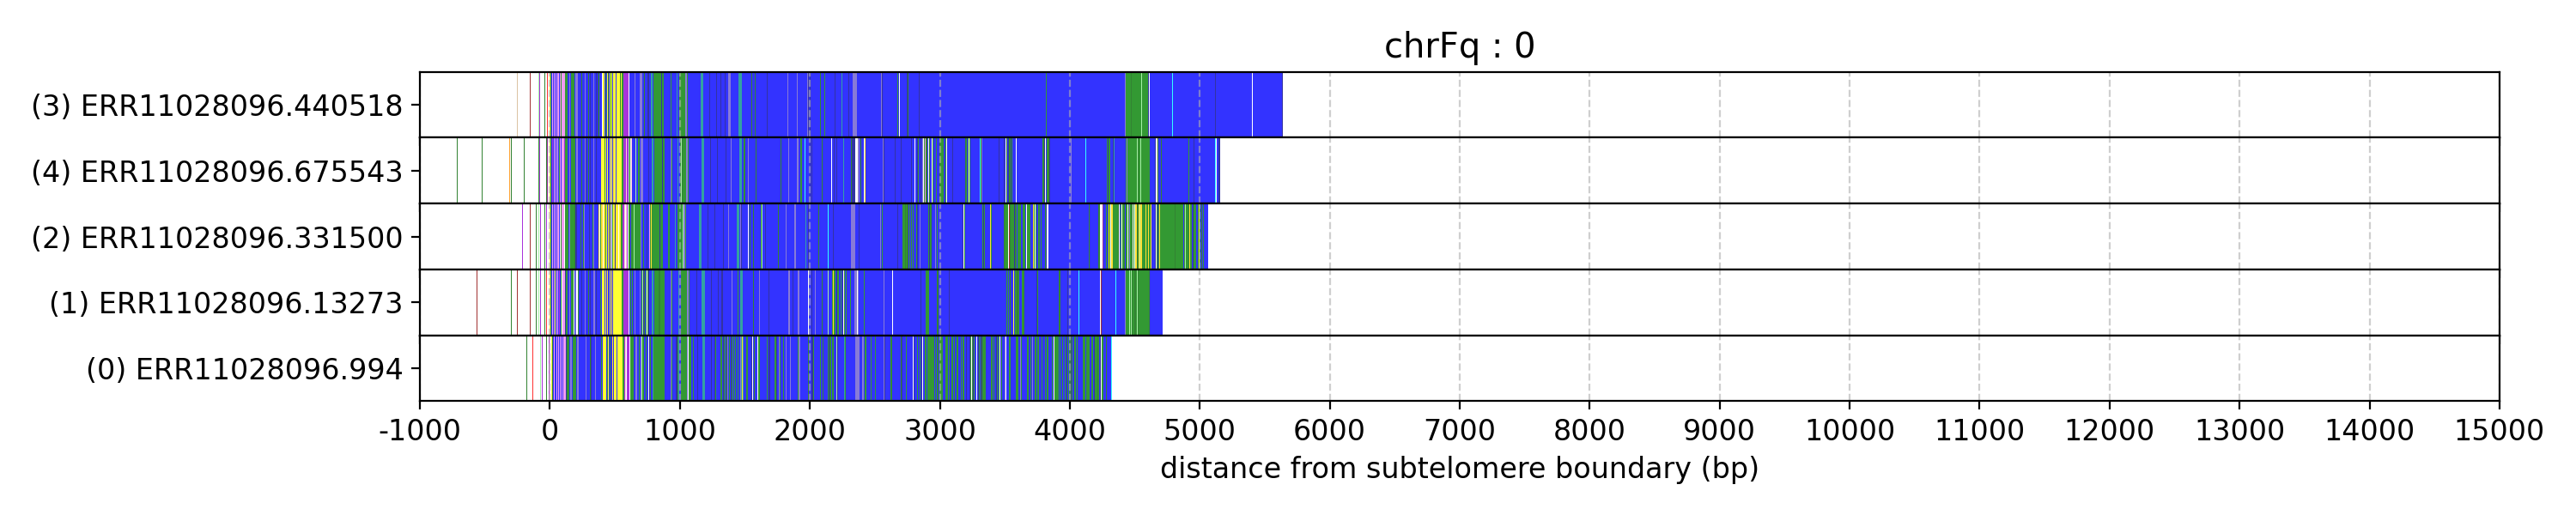 chrFq : 0
(3) ERR11028096.440518
(4) ERR11028096.675543
(2) ERR11028096.331500
(1) ERR11028096.13273
(0) ERR11028096.994
-1000 0 1000 2000 3000 4000 5000 6000 7000 8000 9000 10000 11000 12000 13000 14000 15000
distance from subtelomere boundary (bp)